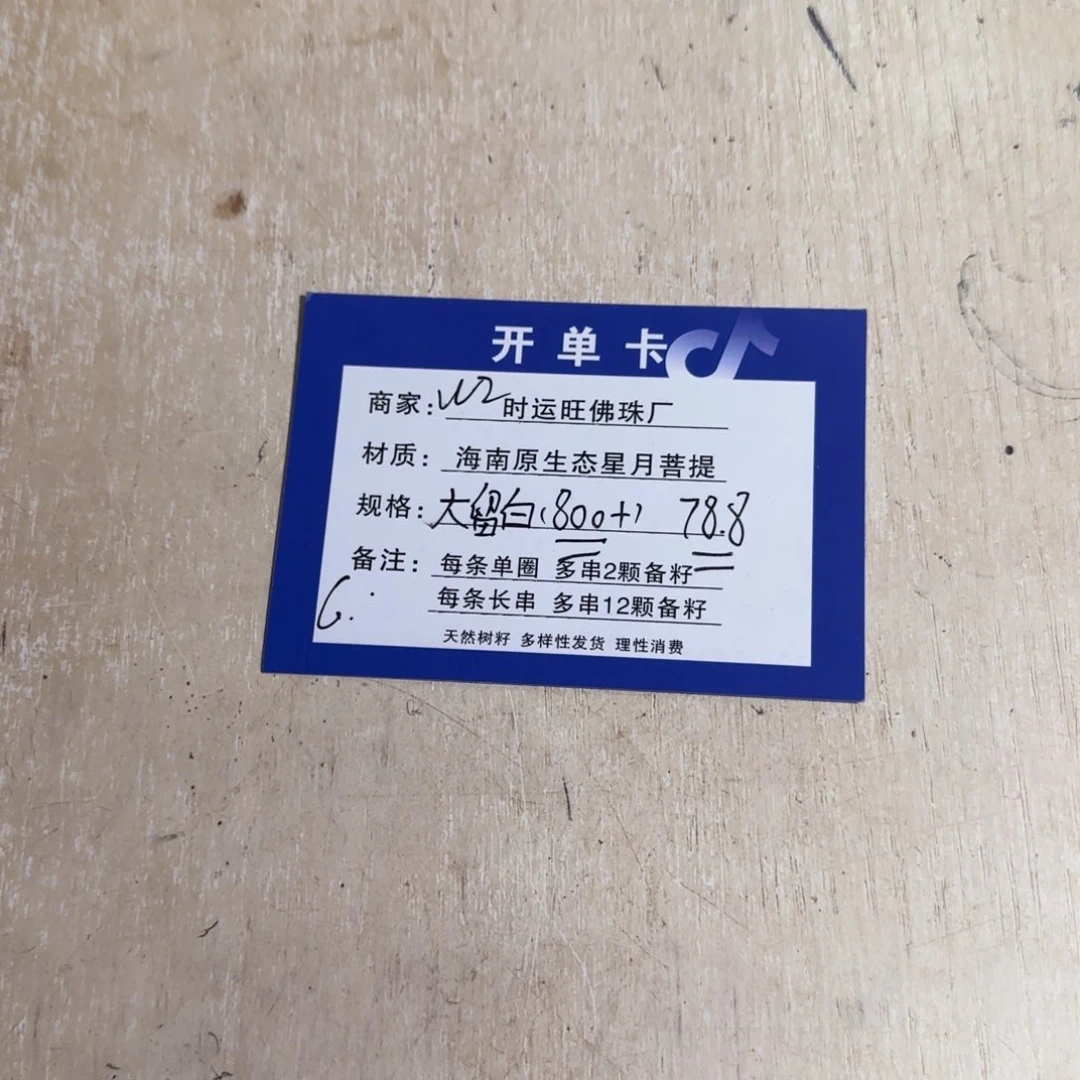 开单卡
商家: 时运旺佛珠厂
材质: 海南原生态星月菩提
规格: 大留白(800+) 78.8
备注: 每条单圈 多串2颗备籽
每条长串 多串12颗备籽
天然树籽 多样性发货 理性消费